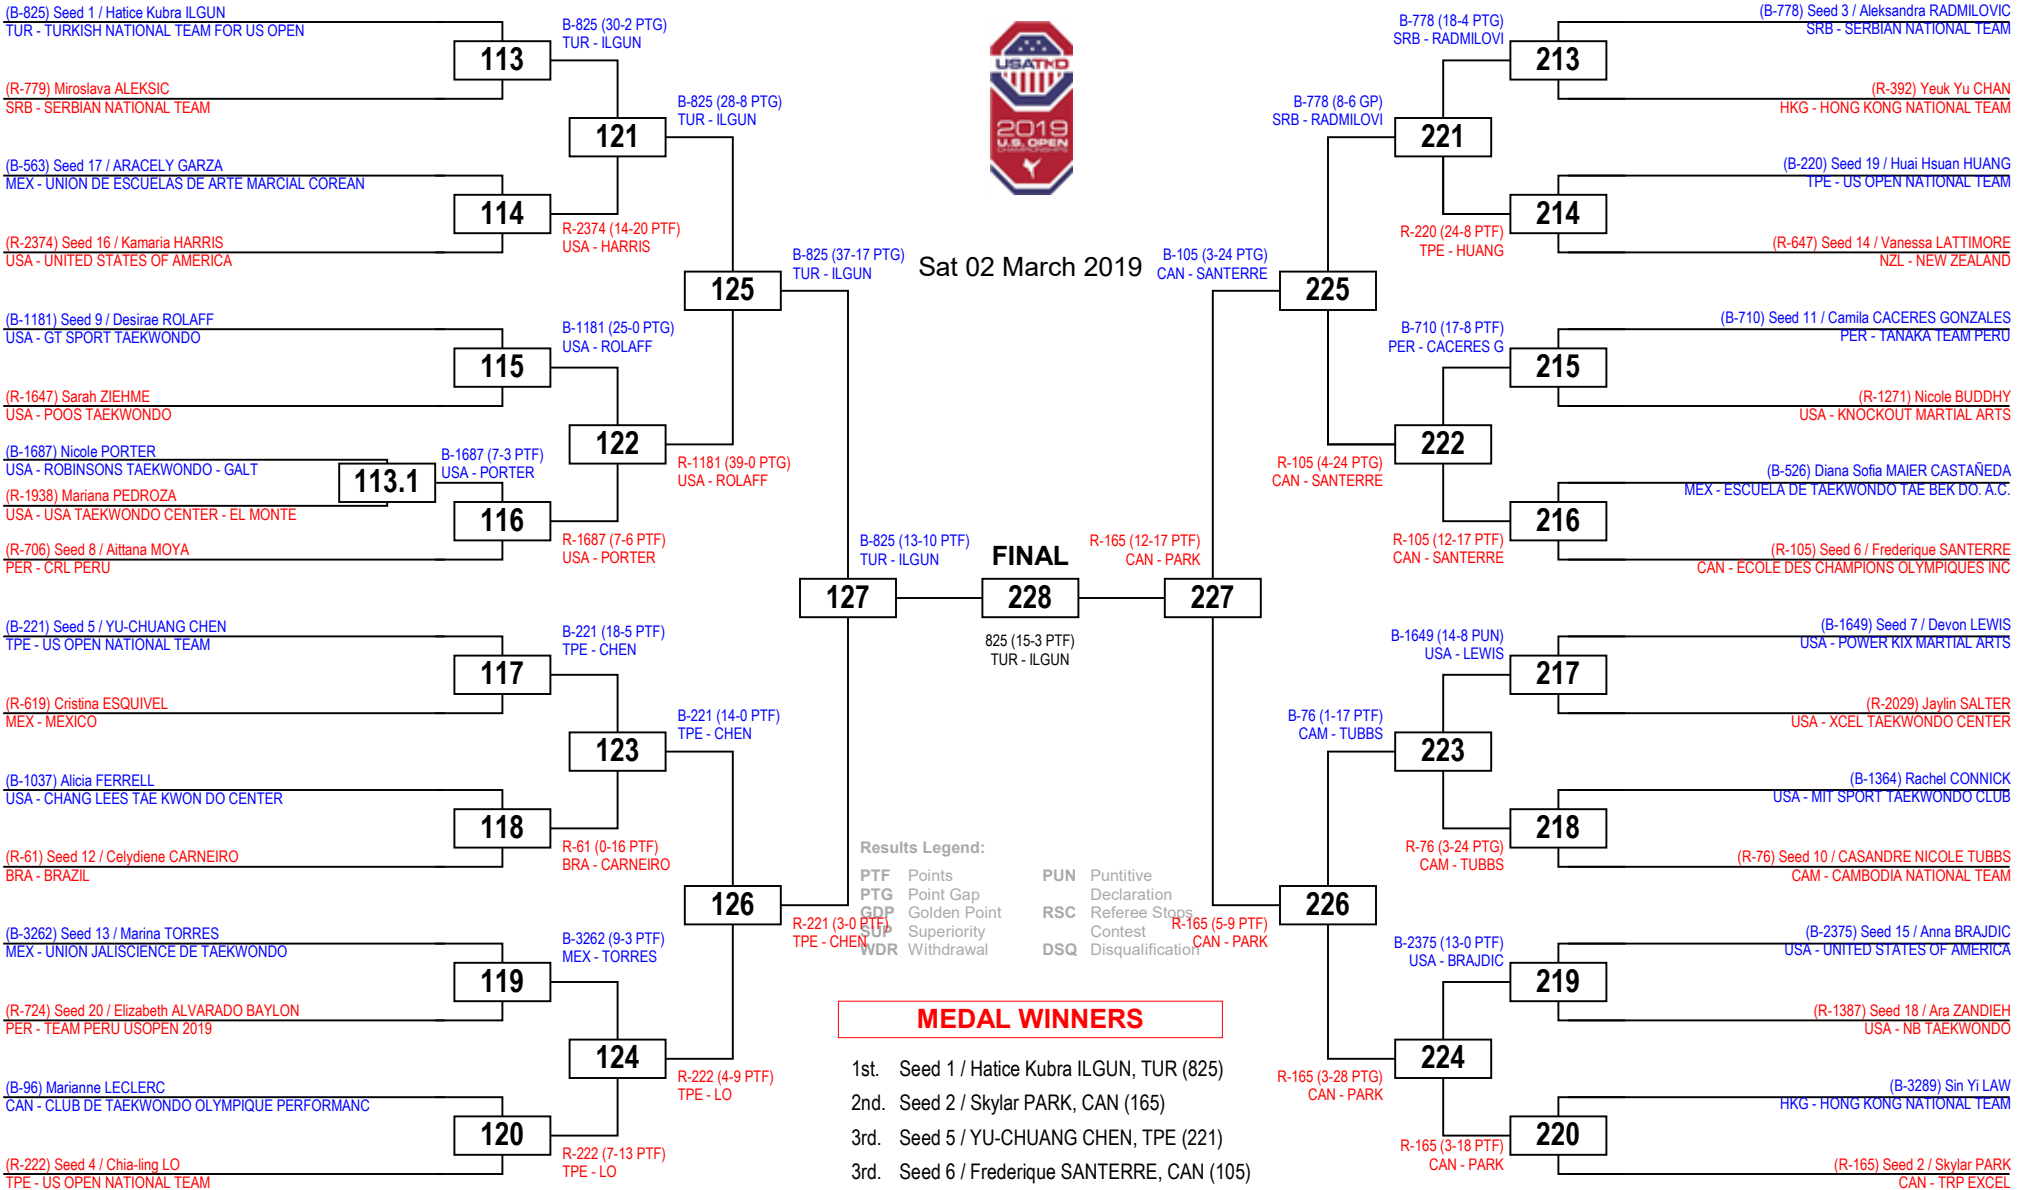 (B-825) Seed 1 / Hatice Kubra ILGUN
TUR - TURKISH NATIONAL TEAM FOR US OPEN
113
(R-779) Miroslava ALEKSIC
SRB - SERBIAN NATIONAL TEAM
(B-563) Seed 17 / ARACELY GARZA
MEX - UNION DE ESCUELAS DE ARTE MARCIAL COREAN
114
(R-2374) Seed 16 / Kamaria HARRIS
USA - UNITED STATES OF AMERICA
(B-1181) Seed 9 / Desirae ROLAFF
USA - GT SPORT TAEKWONDO
115
(R-1647) Sarah ZIEHME
USA - POOS TAEKWONDO
(B-1687) Nicole PORTER
USA - ROBINSONS TAEKWONDO - GALT
113.1
(R-1938) Mariana PEDROZA
USA - USA TAEKWONDO CENTER - EL MONTE
B-1687 (7-3 PTF)
USA - PORTER
116
(R-706) Seed 8 / Aittana MOYA
PER - CRL PERU
(B-221) Seed 5 / YU-CHUANG CHEN
TPE - US OPEN NATIONAL TEAM
117
(R-619) Cristina ESQUIVEL
MEX - MEXICO
(B-1037) Alicia FERRELL
USA - CHANG LEES TAE KWON DO CENTER
118
(R-61) Seed 12 / Celydiene CARNEIRO
BRA - BRAZIL
(B-3262) Seed 13 / Marina TORRES
MEX - UNION JALISCIENCE DE TAEKWONDO
119
(R-724) Seed 20 / Elizabeth ALVARADO BAYLON
PER - TEAM PERU USOPEN 2019
(B-96) Marianne LECLERC
CAN - CLUB DE TAEKWONDO OLYMPIQUE PERFORMANC
120
(R-222) Seed 4 / Chia-ling LO
TPE - US OPEN NATIONAL TEAM
B-825 (30-2 PTG)
TUR - ILGUN
121
R-2374 (14-20 PTF)
USA - HARRIS
B-1181 (25-0 PTG)
USA - ROLAFF
122
R-1687 (7-6 PTF)
USA - PORTER
B-221 (18-5 PTF)
TPE - CHEN
123
R-61 (0-16 PTF)
BRA - CARNEIRO
B-3262 (9-3 PTF)
MEX - TORRES
124
R-222 (7-13 PTF)
TPE - LO
B-825 (28-8 PTG)
TUR - ILGUN
125
R-1181 (39-0 PTG)
USA - ROLAFF
B-221 (14-0 PTF)
TPE - CHEN
126
R-222 (4-9 PTF)
TPE - LO
B-825 (37-17 PTG)
TUR - ILGUN
127
R-221 (3-0 PTF)
TPE - CHEN
USATKD
2019
U.S. OPEN
CHAMPIONSHIPS
Sat 02 March 2019
B-825 (13-10 PTF)
TUR - ILGUN
FINAL
228
825 (15-3 PTF)
TUR - ILGUN
R-165 (12-17 PTF)
CAN - PARK
Results Legend:
PTF Points
PTG Point Gap
GDP Golden Point
SUP Superiority
WDR Withdrawal
PUN Puntitive
Declaration
RSC Referee Stops
Contest
DSQ Disqualification
MEDAL WINNERS
1st. Seed 1 / Hatice Kubra ILGUN, TUR (825)
2nd. Seed 2 / Skylar PARK, CAN (165)
3rd. Seed 5 / YU-CHUANG CHEN, TPE (221)
3rd. Seed 6 / Frederique SANTERRE, CAN (105)
B-105 (3-24 PTG)
CAN - SANTERRE
227
R-165 (5-9 PTF)
CAN - PARK
B-778 (8-6 GP)
SRB - RADMILOVI
225
R-105 (4-24 PTG)
CAN - SANTERRE
B-76 (1-17 PTF)
CAM - TUBBS
226
R-165 (3-28 PTG)
CAN - PARK
B-778 (18-4 PTG)
SRB - RADMILOVI
221
R-220 (24-8 PTF)
TPE - HUANG
B-710 (17-8 PTF)
PER - CACERES G
222
R-105 (12-17 PTF)
CAN - SANTERRE
B-1649 (14-8 PUN)
USA - LEWIS
223
R-76 (3-24 PTG)
CAM - TUBBS
B-2375 (13-0 PTF)
USA - BRAJDIC
224
R-165 (3-18 PTF)
CAN - PARK
(B-778) Seed 3 / Aleksandra RADMILOVIC
SRB - SERBIAN NATIONAL TEAM
213
(R-392) Yeuk Yu CHAN
HKG - HONG KONG NATIONAL TEAM
(B-220) Seed 19 / Huai Hsuan HUANG
TPE - US OPEN NATIONAL TEAM
214
(R-647) Seed 14 / Vanessa LATTIMORE
NZL - NEW ZEALAND
(B-710) Seed 11 / Camila CACERES GONZALES
PER - TANAKA TEAM PERU
215
(R-1271) Nicole BUDDHY
USA - KNOCKOUT MARTIAL ARTS
(B-526) Diana Sofia MAIER CASTAÑEDA
MEX - ESCUELA DE TAEKWONDO TAE BEK DO. A.C.
216
(R-105) Seed 6 / Frederique SANTERRE
CAN - ECOLE DES CHAMPIONS OLYMPIQUES INC
(B-1649) Seed 7 / Devon LEWIS
USA - POWER KIX MARTIAL ARTS
217
(R-2029) Jaylin SALTER
USA - XCEL TAEKWONDO CENTER
(B-1364) Rachel CONNICK
USA - MIT SPORT TAEKWONDO CLUB
218
(R-76) Seed 10 / CASANDRE NICOLE TUBBS
CAM - CAMBODIA NATIONAL TEAM
(B-2375) Seed 15 / Anna BRAJDIC
USA - UNITED STATES OF AMERICA
219
(R-1387) Seed 18 / Ara ZANDIEH
USA - NB TAEKWONDO
(B-3289) Sin Yi LAW
HKG - HONG KONG NATIONAL TEAM
220
(R-165) Seed 2 / Skylar PARK
CAN - TRP EXCEL